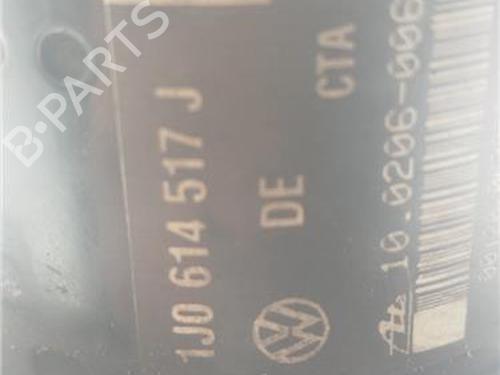 1J0 614 517 J
DE
CTA
10.0206-006
B-PARTS